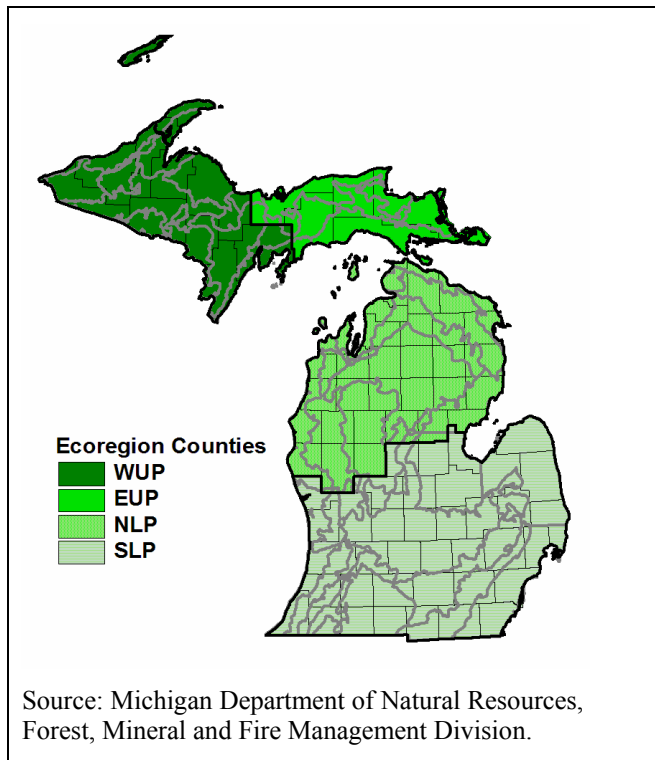 Ecoregion Counties
WUP
EUP
NLP
SLP
Source: Michigan Department of Natural Resources,
Forest, Mineral and Fire Management Division.